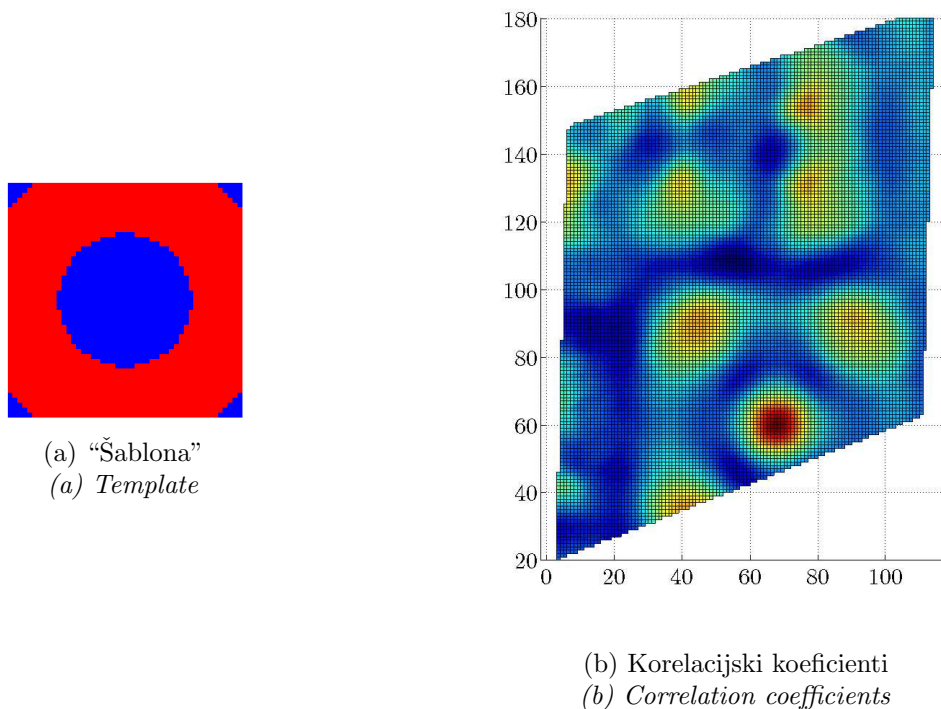 (a) “Šablona”
(a) Template
180
160
140
120
100
80
60
40
20
0 20 40 60 80 100
(b) Korelacijski koeficienti
(b) Correlation coefficients